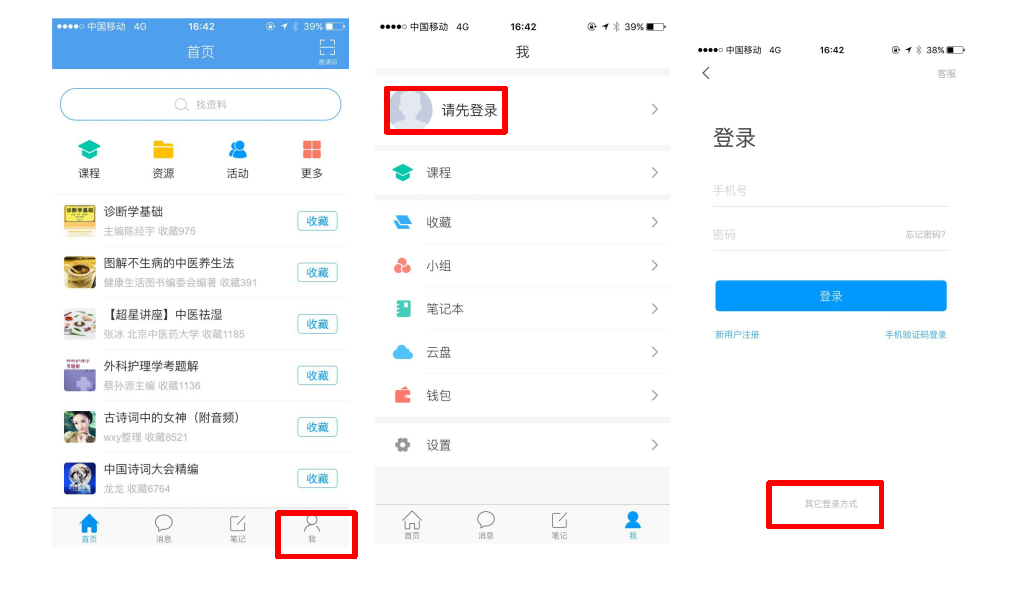 ●●●●○ 中国移动 4G 16:42 39%
首页
邀请码
找资料
课程 资源 活动 更多
诊断学基础
主编陈经宇 收藏975
收藏
图解不生病的中医养生法
健康生活图书编委会编著 收藏391
收藏
【超星讲座】中医祛湿
张冰 北京中医药大学 收藏1185
收藏
外科护理学考题解
蔡孙源主编 收藏1136
收藏
古诗词中的女神（附音频）
wxy整理 收藏8521
收藏
中国诗词大会精编
龙龙 收藏6764
收藏
首页 消息 笔记 我
●●●●○ 中国移动 4G 16:42 39%
我
请先登录
课程
收藏
小组
笔记本
云盘
钱包
设置
首页 消息 笔记 我
●●●●○ 中国移动 4G 16:42 38%
客服
登录
手机号
密码 忘记密码?
登录
新用户注册 手机验证码登录
其它登录方式